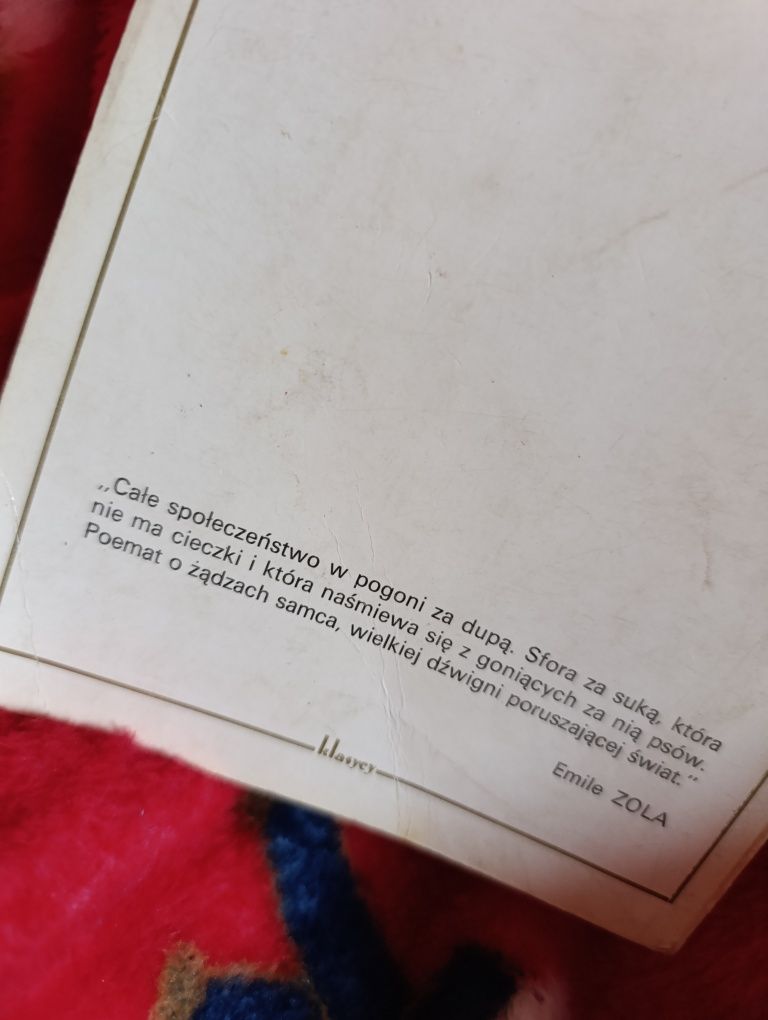 „Całe społeczeństwo w pogoni za dupą. Sfora za suką, która
nie ma cieczki i która naśmiewa się z goniących za nią psów.
Poemat o żądzach samca, wielkiej dźwigni poruszającej świat.”
Emile ZOLA
klasycy